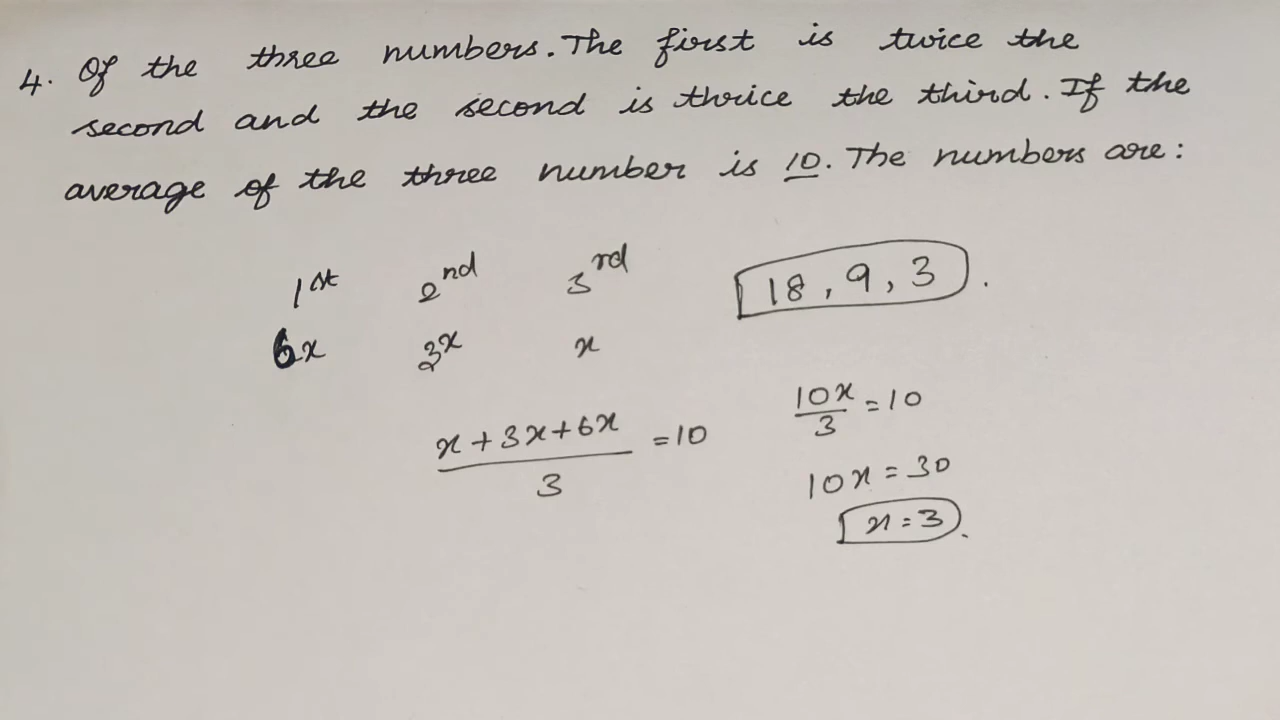 4. Of the three numbers. The first is twice the
second and the second is thrice the third. If the
average of the three number is 10. The numbers are:
1st 2nd 3rd
6x 3x x
18, 9, 3.
x + 3x + 6x / 3 = 10
10x / 3 = 10
10x = 30
x = 3.